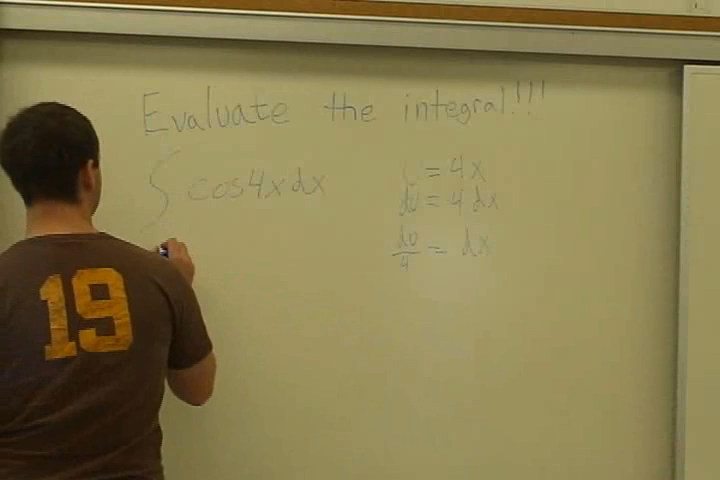 Evaluate the integral!!!
∫ cos4x dx
u = 4x
du = 4 dx
du/4 = dx
19